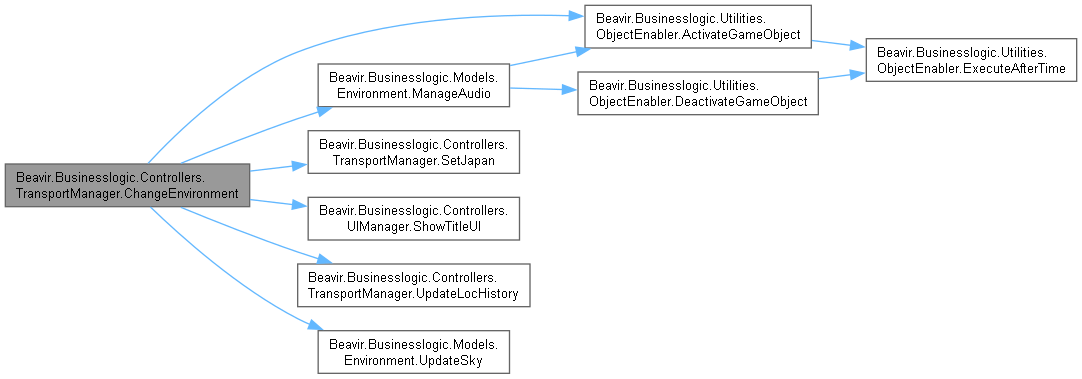 Beavir.Businesslogic.Utilities.
ObjectEnabler.ActivateGameObject
Beavir.Businesslogic.Utilities.
ObjectEnabler.ExecuteAfterTime
Beavir.Businesslogic.Models.
Environment.ManageAudio
Beavir.Businesslogic.Utilities.
ObjectEnabler.DeactivateGameObject
Beavir.Businesslogic.Controllers.
TransportManager.SetJapan
Beavir.Businesslogic.Controllers.
TransportManager.ChangeEnvironment
Beavir.Businesslogic.Controllers.
UIManager.ShowTitleUI
Beavir.Businesslogic.Controllers.
TransportManager.UpdateLocHistory
Beavir.Businesslogic.Models.
Environment.UpdateSky